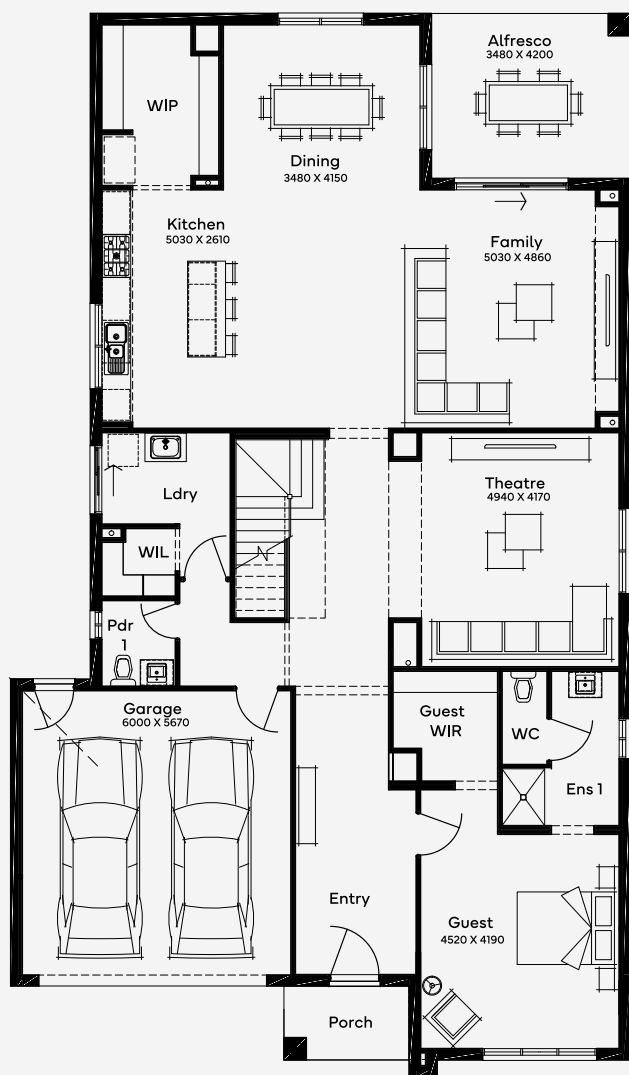 Alfresco
3480 X 4200
WIP
Dining
3480 X 4150
Kitchen
5030 X 2610
Family
5030 X 4860
Ldry
Theatre
4940 X 4170
WIL
Pdr
1
Garage
6000 X 5670
Guest
WIR
WC
Ens 1
Entry
Guest
4520 X 4190
Porch